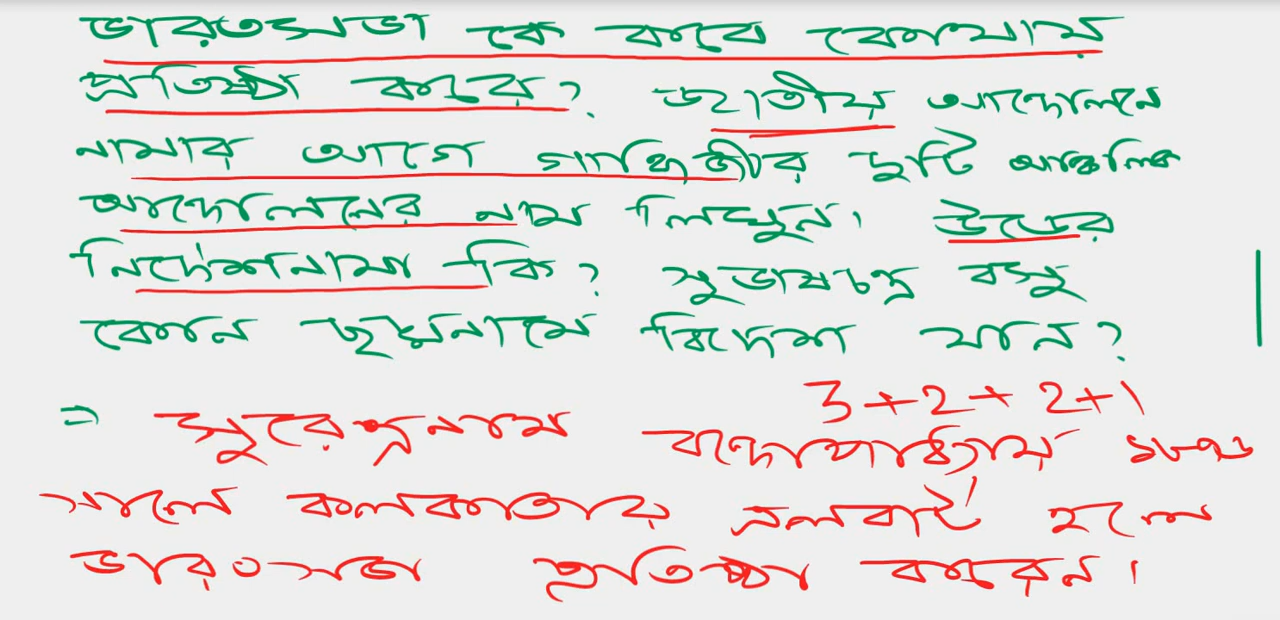 ভারতসভা কে কবে কোথায়
প্রতিষ্ঠা করে? জাতীয় আন্দোলনে
নামার আগে গান্ধিজীর দুটি আঞ্চলিক
আন্দোলনের নাম লিখুন। উডের
নির্দেশনামা কি? সুভাষচন্দ্র বসু
কোন ছদ্মনামে বিদেশ যান?
3+2+2+1
⇒ সুরেন্দ্রনাথ বন্দোপাধ্যায় ১৮৭৬
সালে কলকাতায় এলবার্ট হলে
ভারতসভা প্রতিষ্ঠা করেন।